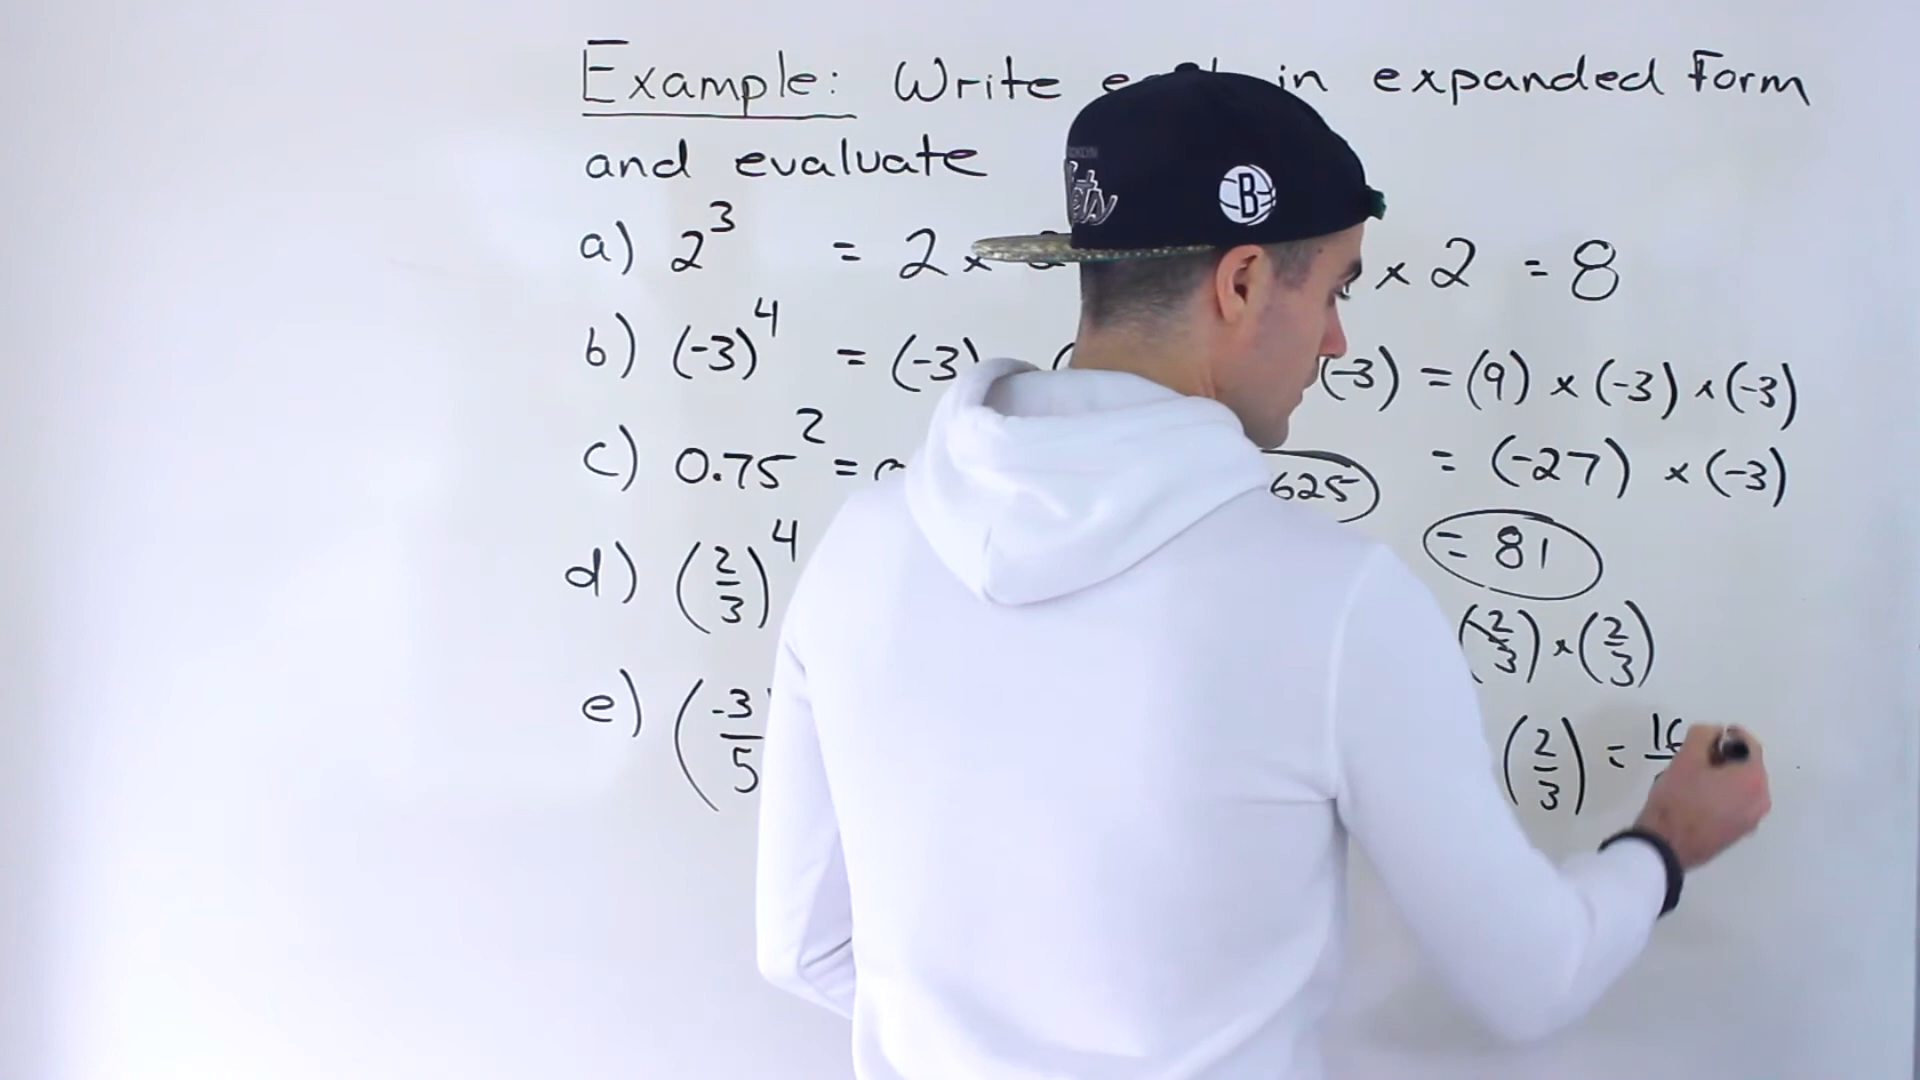 Example: Write in expanded form
and evaluate
a) 2³ = 2 x x 2 = 8
b) (-3)⁴ = (-3) (-3) = (9) x (-3) x (-3)
c) 0.75² = 625 = (-27) x (-3)
= 81
d) (2/3)⁴ (2/3) x (2/3)
e) (-3/5 (2/3) = 16
B